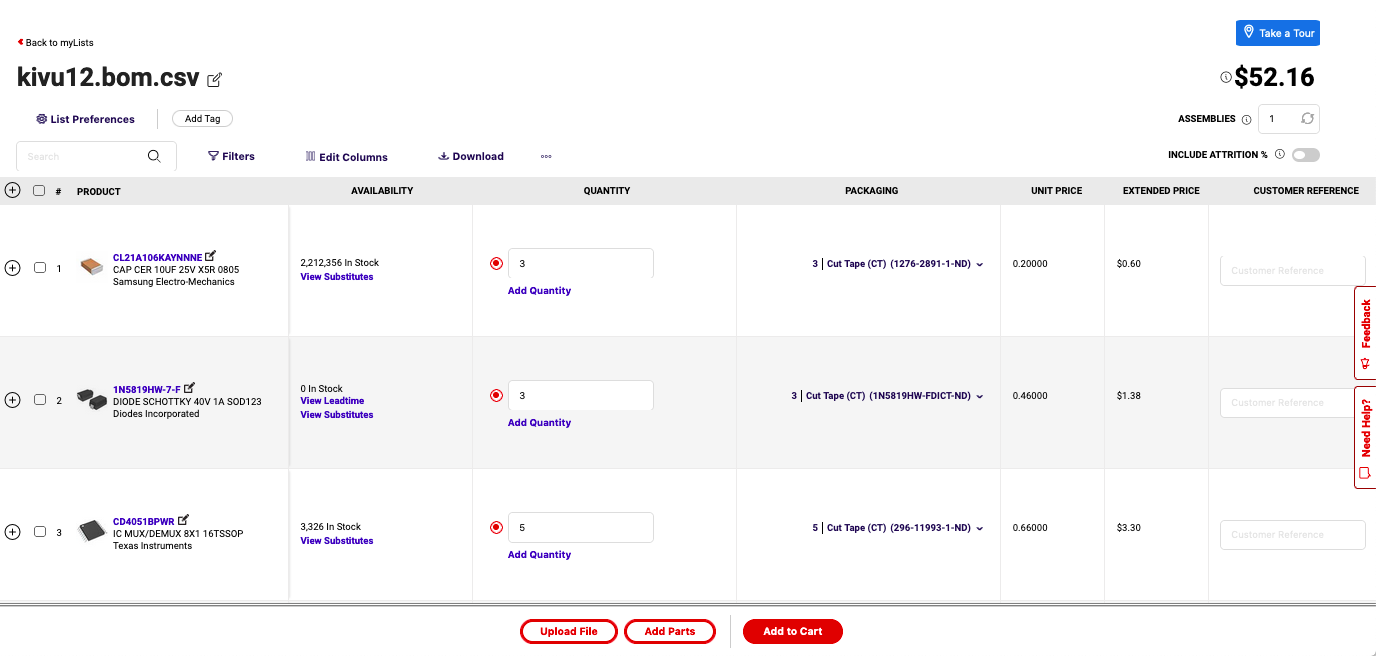 Take a Tour
Back to myLists
kivu12.bom.csv
$52.16
List Preferences
Add Tag
ASSEMBLIES
1
Search
Filters
Edit Columns
Download
INCLUDE ATTRITION %
# PRODUCT AVAILABILITY QUANTITY PACKAGING UNIT PRICE EXTENDED PRICE CUSTOMER REFERENCE
1
CL21A106KAYNNNE
CAP CER 10UF 25V X5R 0805
Samsung Electro-Mechanics
2,212,356 In Stock
View Substitutes
3
Add Quantity
3 | Cut Tape (CT) (1276-2891-1-ND)
0.20000
$0.60
Customer Reference
2
1N5819HW-7-F
DIODE SCHOTTKY 40V 1A SOD123
Diodes Incorporated
0 In Stock
View Leadtime
View Substitutes
3
Add Quantity
3 | Cut Tape (CT) (1N5819HW-FDICT-ND)
0.46000
$1.38
Customer Reference
3
CD4051BPWR
IC MUX/DEMUX 8X1 16TSSOP
Texas Instruments
3,326 In Stock
View Substitutes
5
Add Quantity
5 | Cut Tape (CT) (296-11993-1-ND)
0.66000
$3.30
Customer Reference
Feedback
Need Help?
Upload File
Add Parts
Add to Cart